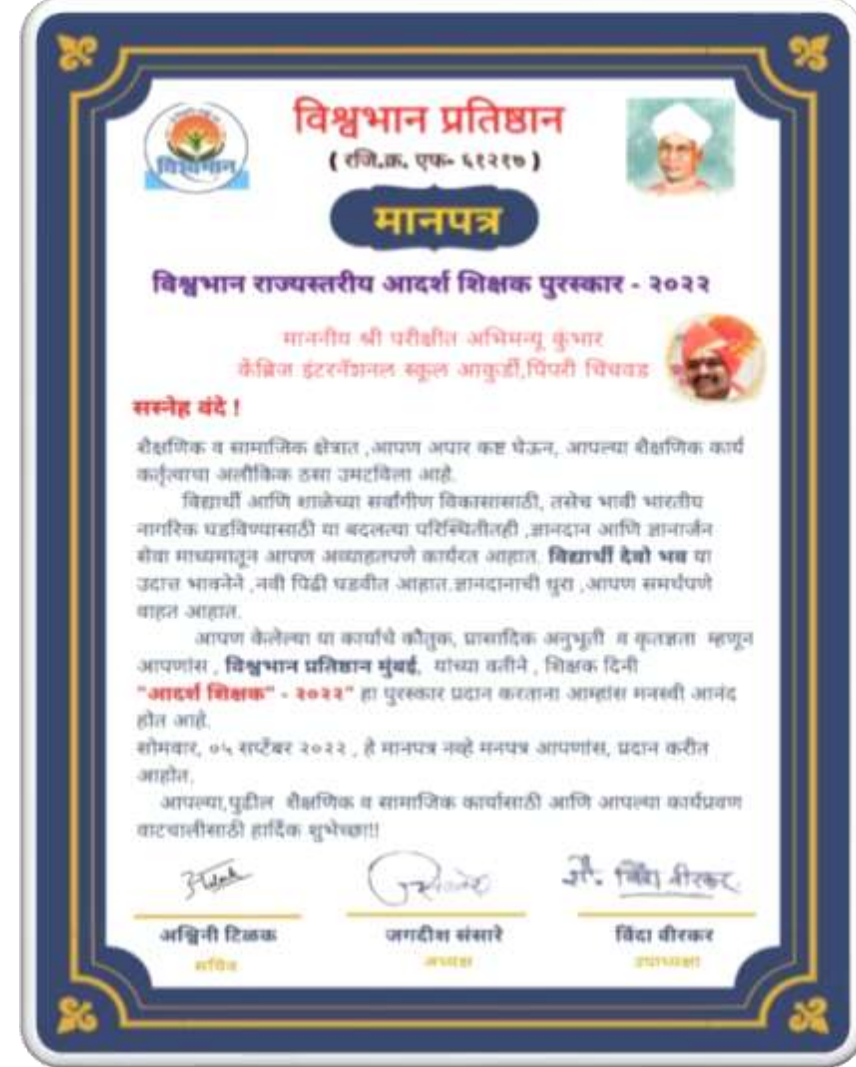 विश्वभान प्रतिष्ठान
( रजि.क्र. एफ- ६१२१७ )
विश्वभान
मानपत्र
विश्वभान राज्यस्तरीय आदर्श शिक्षक पुरस्कार - २०२२
माननीय श्री परीक्षीत अभिमन्यू कुंभार
केंब्रिज इंटरनॅशनल स्कूल आकुर्डी,पिंपरी चिंचवड
सस्नेह वंदे !
शैक्षणिक व सामाजिक क्षेत्रात ,आपण अपार कष्ट घेऊन, आपल्या शैक्षणिक कार्य
कर्तृत्वाचा अलौकिक ठसा उमटविला आहे.
विद्यार्थी आणि शाळेच्या सर्वांगीण विकासासाठी, तसेच भावी भारतीय
नागरिक घडविण्यासाठी या बदलत्या परिस्थितीतही ,ज्ञानदान आणि ज्ञानार्जन
सेवा माध्यमातून आपण अव्याहतपणे कार्यरत आहात. विद्यार्थी देवो भव या
उदात्त भावनेने ,नवी पिढी घडवीत आहात.ज्ञानदानाची धुरा ,आपण समर्थपणे
वाहत आहात.
आपण केलेल्या या कार्याचे कौतुक, प्रासादिक अनुभूती व कृतज्ञता म्हणून
आपणांस , विश्वभान प्रतिष्ठान मुंबई, यांच्या वतीने , शिक्षक दिनी
"आदर्श शिक्षक" - २०२२" हा पुरस्कार प्रदान करताना आम्हांस मनस्वी आनंद
होत आहे.
सोमवार, ०५ सप्टेंबर २०२२ , हे मानपत्र नव्हे मनपत्र आपणांस, प्रदान करीत
आहोत.
आपल्या,पुढील शैक्षणिक व सामाजिक कार्यासाठी आणि आपल्या कार्यप्रवण
वाटचालीसाठी हार्दिक शुभेच्छा!!
सौ. विंदा वीरकर
अश्विनी टिळक
जगदीश संसारे
विंदा वीरकर
सचिव
अध्यक्ष
उपाध्यक्षा